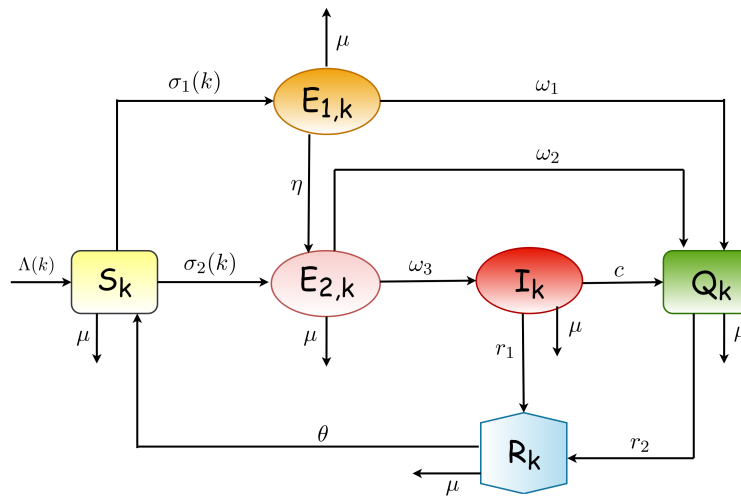 μ
σ₁(k)
E₁,ₖ
ω₁
ω₂
η
Λ(k)
Sₖ
σ₂(k)
E₂,ₖ
ω₃
Iₖ
c
Qₖ
μ
μ
μ
μ
r₁
θ
Rₖ
r₂
μ